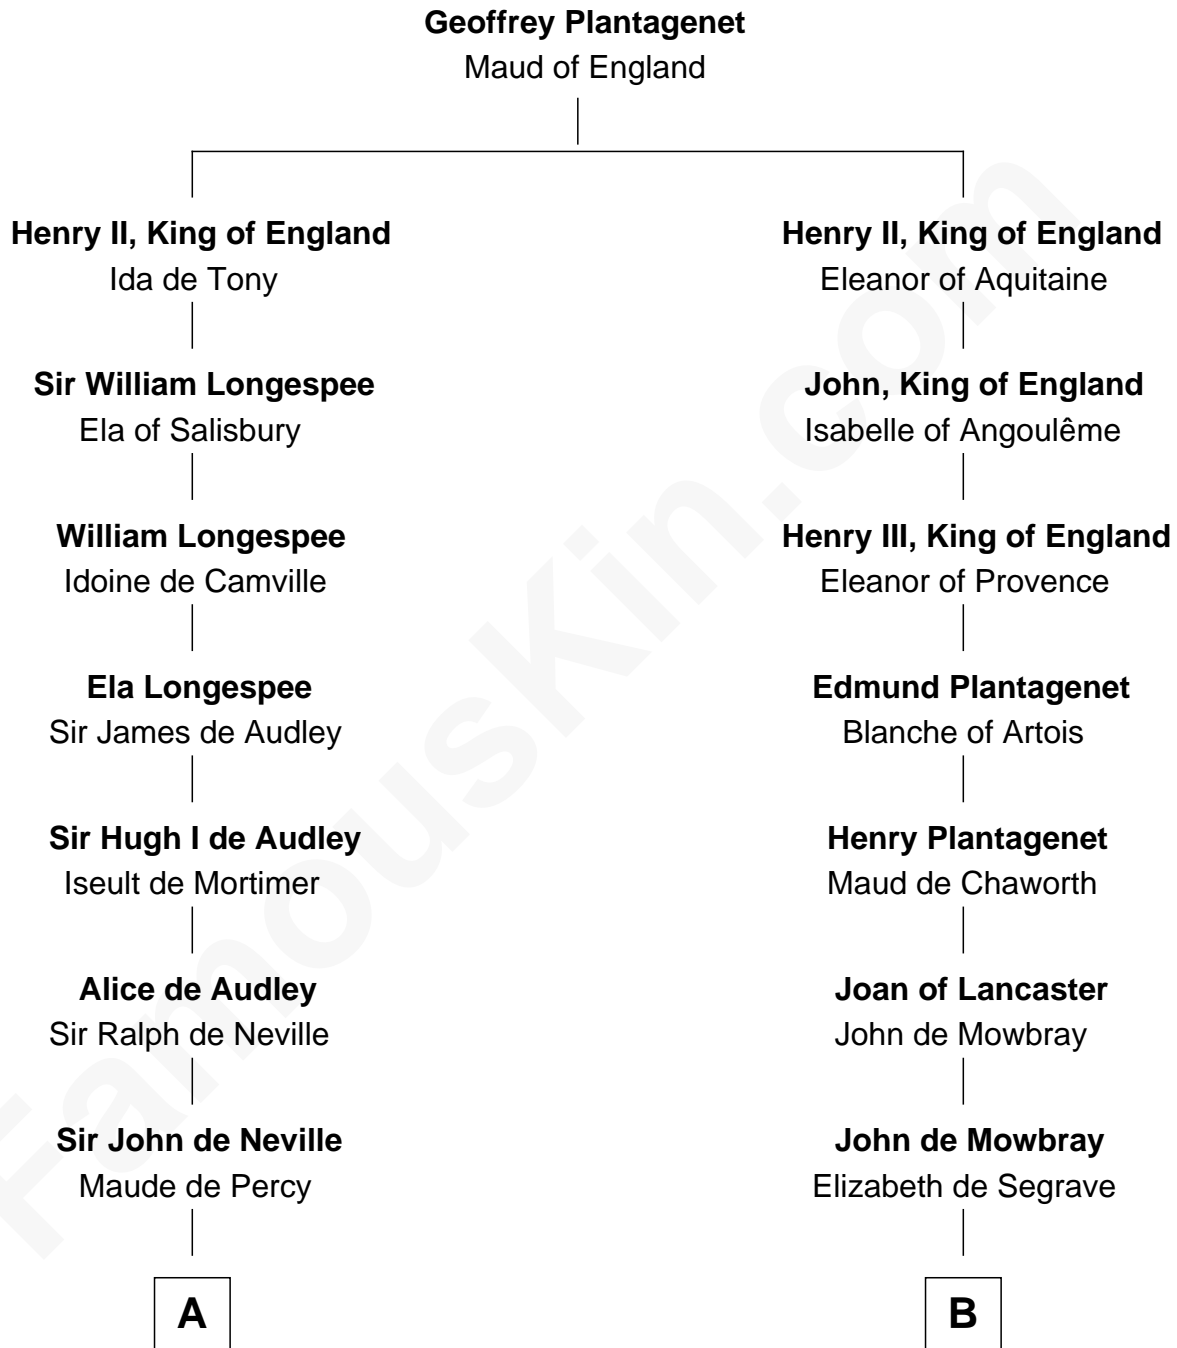 Geoffrey Plantagenet
Maud of England
Henry II, King of England
Ida de Tony
Sir William Longespee
Ela of Salisbury
William Longespee
Idoine de Camville
Ela Longespee
Sir James de Audley
Sir Hugh I de Audley
Iseult de Mortimer
Alice de Audley
Sir Ralph de Neville
Sir John de Neville
Maude de Percy
A
Henry II, King of England
Eleanor of Aquitaine
John, King of England
Isabelle of Angoulême
Henry III, King of England
Eleanor of Provence
Edmund Plantagenet
Blanche of Artois
Henry Plantagenet
Maud de Chaworth
Joan of Lancaster
John de Mowbray
John de Mowbray
Elizabeth de Segrave
B
FamousKin.com